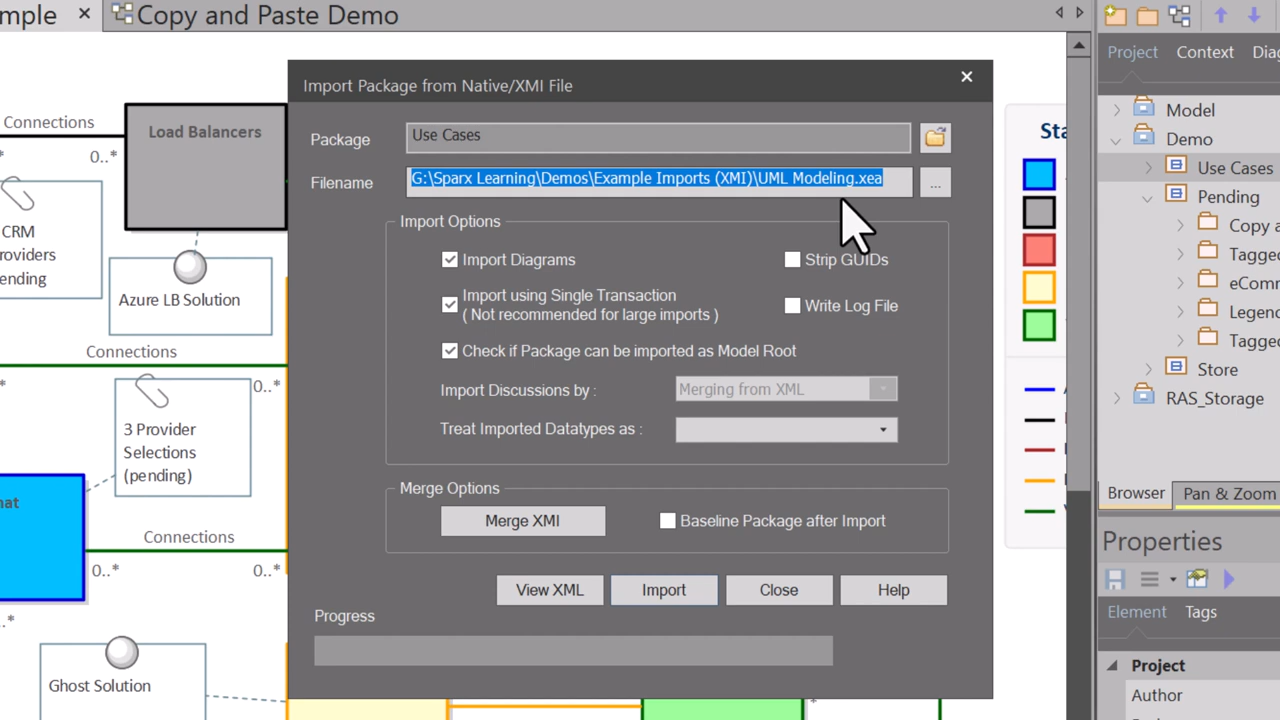 mple
Copy and Paste Demo
Connections
0..*
CRM
roviders
ending
Load Balancers
Azure LB Solution
Connections
0..*
3 Provider
Selections
(pending)
hat
Connections
0..*
0..*
Ghost Solution
Import Package from Native/XMI File
Package
Use Cases
Filename
G:\Sparx Learning\Demos\Example Imports (XMI)\UML Modeling.xea
...
Import Options
Import Diagrams
Strip GUIDs
Import using Single Transaction
( Not recommended for large imports )
Write Log File
Check if Package can be imported as Model Root
Import Discussions by :
Merging from XML
Treat Imported Datatypes as :
Merge Options
Merge XMI
Baseline Package after Import
View XML
Import
Close
Help
Progress
Sta
Project
Context
Diag
Model
Demo
Use Cases
Pending
Copy a
Tagged
eComm
Legend
Tagged
Store
RAS_Storage
Browser
Pan & Zoom
Properties
Element
Tags
Project
Author